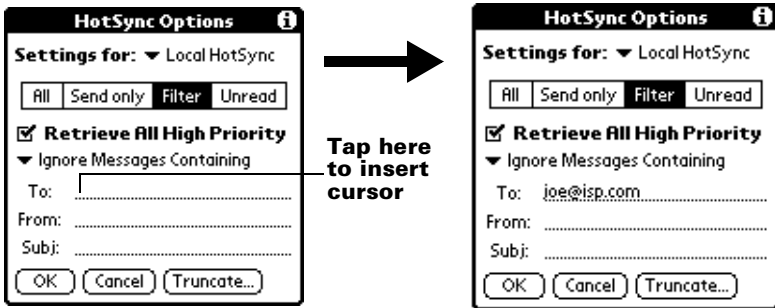 HotSync Options
Settings for: Local HotSync
All Send only Filter Unread
Retrieve All High Priority
Ignore Messages Containing
To:
From:
Subj:
OK Cancel Truncate...
Tap here
to insert
cursor
HotSync Options
Settings for: Local HotSync
All Send only Filter Unread
Retrieve All High Priority
Ignore Messages Containing
To: joe@isp.com
From:
Subj:
OK Cancel Truncate...